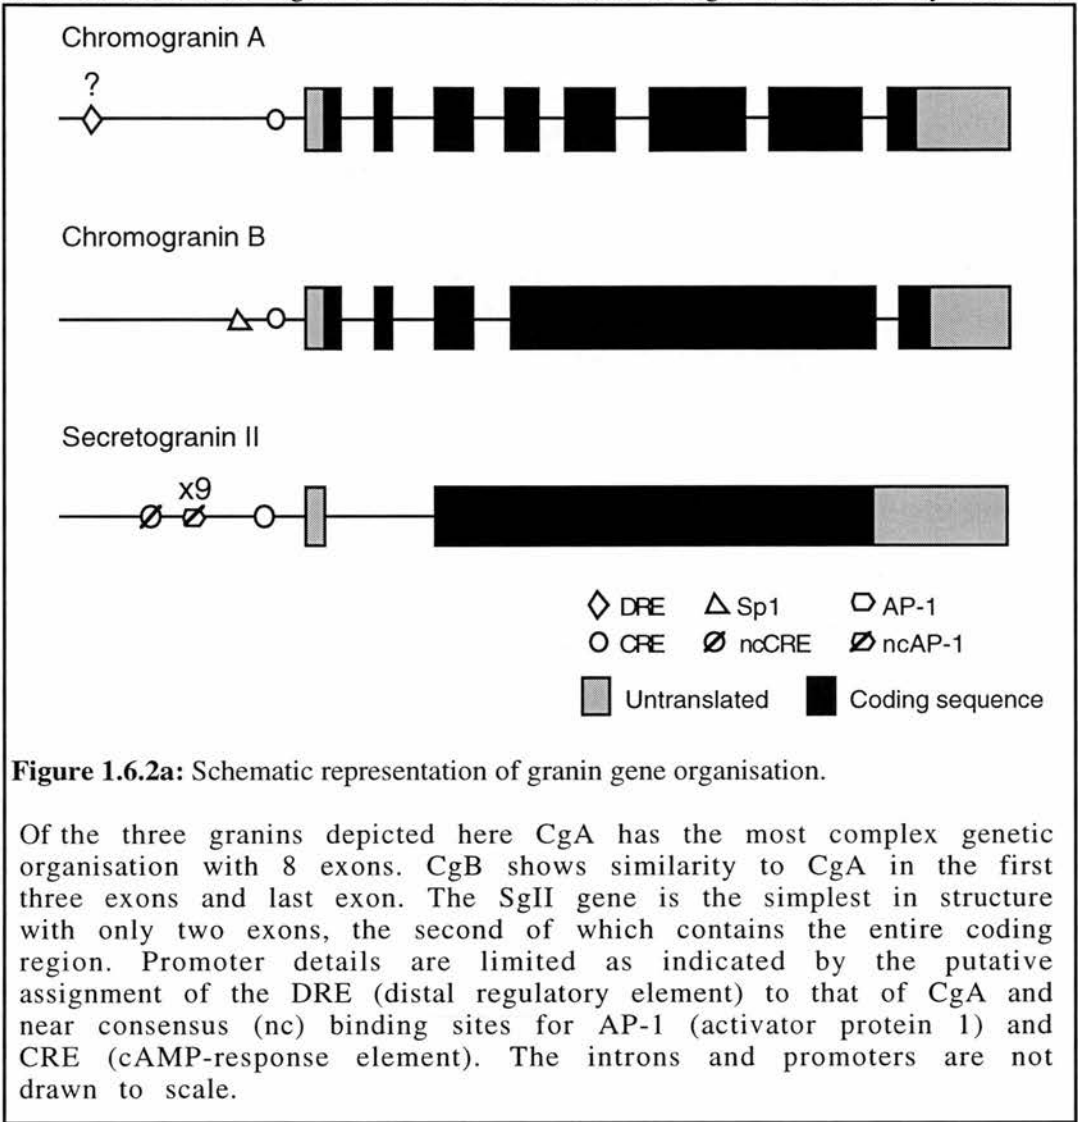 Chromogranin A
?
Chromogranin B
Secretogranin II
x9
DRE Sp1 AP-1
CRE ncCRE ncAP-1
Untranslated Coding sequence
Figure 1.6.2a: Schematic representation of granin gene organisation.
Of the three granins depicted here CgA has the most complex genetic
organisation with 8 exons. CgB shows similarity to CgA in the first
three exons and last exon. The SgII gene is the simplest in structure
with only two exons, the second of which contains the entire coding
region. Promoter details are limited as indicated by the putative
assignment of the DRE (distal regulatory element) to that of CgA and
near consensus (nc) binding sites for AP-1 (activator protein 1) and
CRE (cAMP-response element). The introns and promoters are not
drawn to scale.